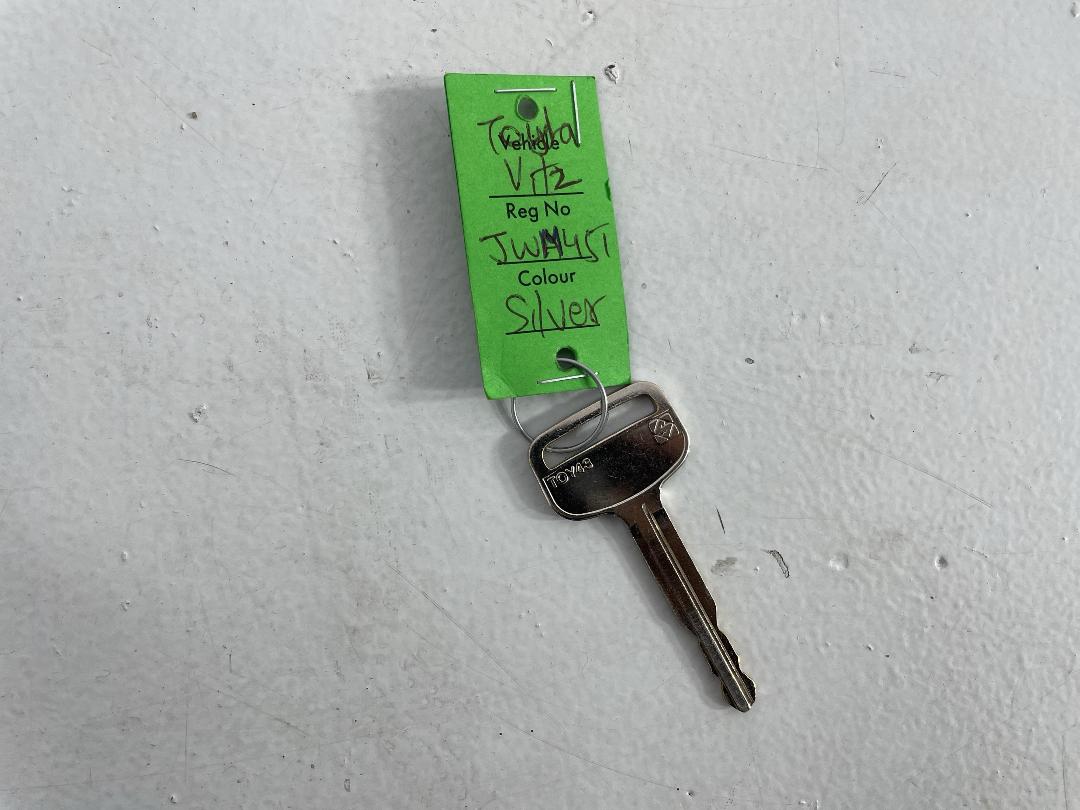 Toyota
Vehicle
Vitz
Reg No
JWM451
Colour
Silver
TOY43